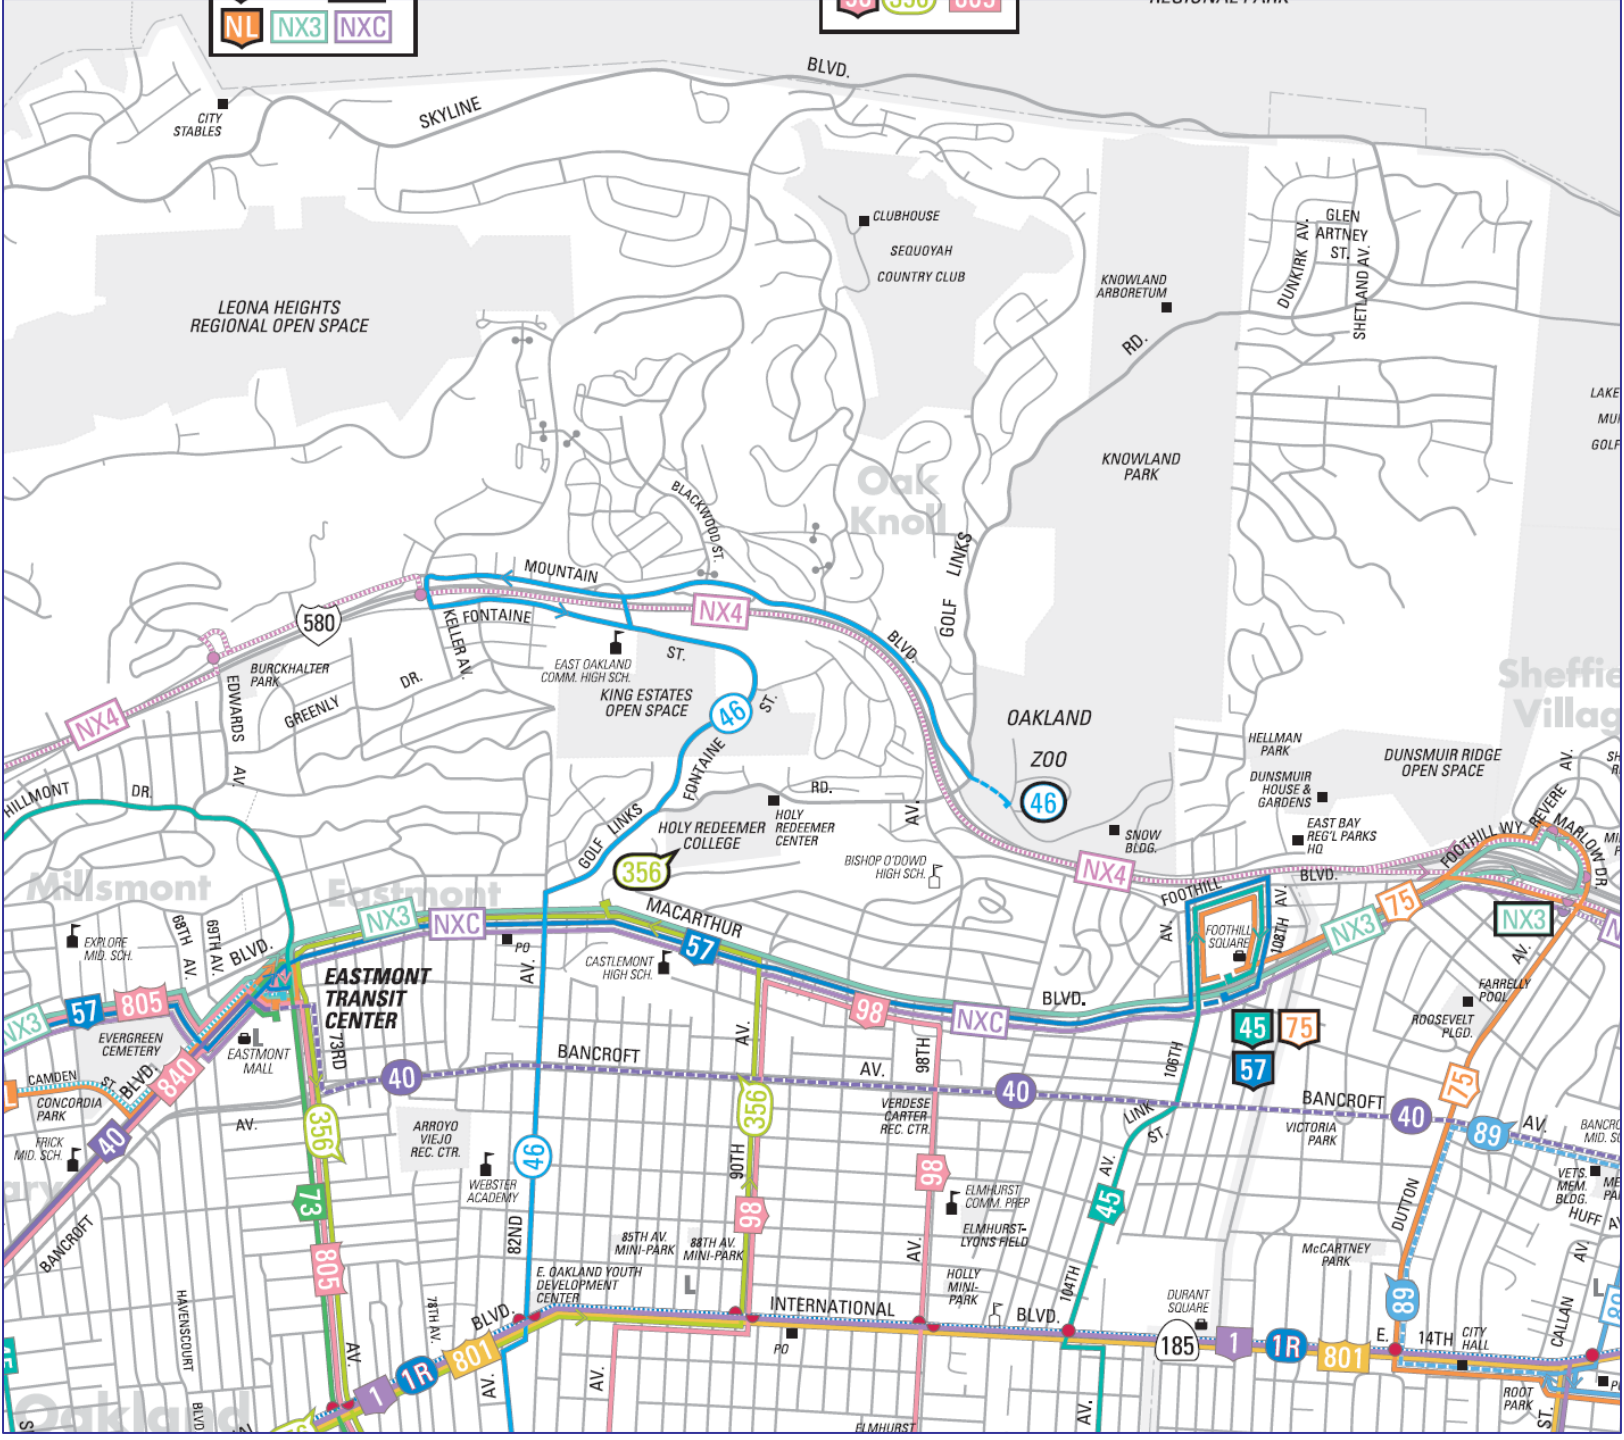 NL NX3 NXC
BLVD.
SKYLINE
CITY
STABLES
CLUBHOUSE
SEQUOYAH
COUNTRY CLUB
GLEN
ARTNEY
ST.
DUNKIRK AV.
SHETLAND AV.
KNOWLAND
ARBORETUM
LEONA HEIGHTS
REGIONAL OPEN SPACE
RD.
LAKE
KNOWLAND
PARK
Oak
Knoll
BLACKWOOD ST.
GOLF LINKS
MOUNTAIN
BLVD.
NX4
580
FONTAINE
ST.
KELLER AV.
EAST OAKLAND
COMM. HIGH SCH.
KING ESTATES
OPEN SPACE
BURCKHALTER
PARK
EDWARDS
AV.
GREENLY
DR.
NX4
46
ST.
FONTAINE
OAKLAND
ZOO
46
HELLMAN
PARK
DUNSMUIR
HOUSE &
GARDENS
DUNSMUIR RIDGE
OPEN SPACE
EAST BAY
REG'L PARKS
HQ
SNOW
BLDG.
REVERE AV.
MARLOW DR
FOOTHILL WY
HILLMONT
DR.
GOLF LINKS
RD.
AV.
HOLY REDEEMER
COLLEGE
HOLY
REDEEMER
CENTER
356
BISHOP O'DOWD
HIGH SCH.
NX4
FOOTHILL
BLVD.
AV.
108TH AV.
FOOTHILL
SQUARE
75
NX3
NX3
AV.
Millsmont
Eastmont
68TH AV.
69TH AV.
BLVD.
NX3
NXC
MACARTHUR
57
BLVD.
EXPLORE
MID. SCH.
PO
AV.
CASTLEMONT
HIGH SCH.
EASTMONT
TRANSIT
CENTER
NX3
57
805
98
NXC
45 75
57
FARRELLY
POOL
ROOSEVELT
PLGD.
EVERGREEN
CEMETERY
EASTMONT
MALL
73RD
AV.
840
CAMDEN
ST.
BLVD.
CONCORDIA
PARK
40
BANCROFT
AV.
40
98TH
106TH
75
BANCROFT
40
89
AV.
VICTORIA
PARK
LINK
ST.
VERDESE
CARTER
REC. CTR.
356
356
ARROYO
VIEJO
REC. CTR.
AV.
FRICK
MID. SCH.
40
46
WEBSTER
ACADEMY
90TH
98
98
ELMHURST
COMM. PREP
ELMHURST-
LYONS FIELD
AV.
45
DUTTON
VETS.
MEM.
BLDG.
AV.
73
BANCROFT
805
82ND
85TH AV.
MINI-PARK
88TH AV.
MINI-PARK
AV.
HOLLY
MINI-
PARK
104TH
McCARTNEY
PARK
89
E. OAKLAND YOUTH
DEVELOPMENT
CENTER
HAVENSCOURT
BLVD
78TH AV.
BLVD.
INTERNATIONAL
BLVD.
DURANT
SQUARE
CALLAN
PO
185
1
1R
801
E. 14TH
CITY
HALL
AV.
1
1R
801
AV.
AV.
AV.
ROOT
PARK
ST.
Oakland
ELMHURST